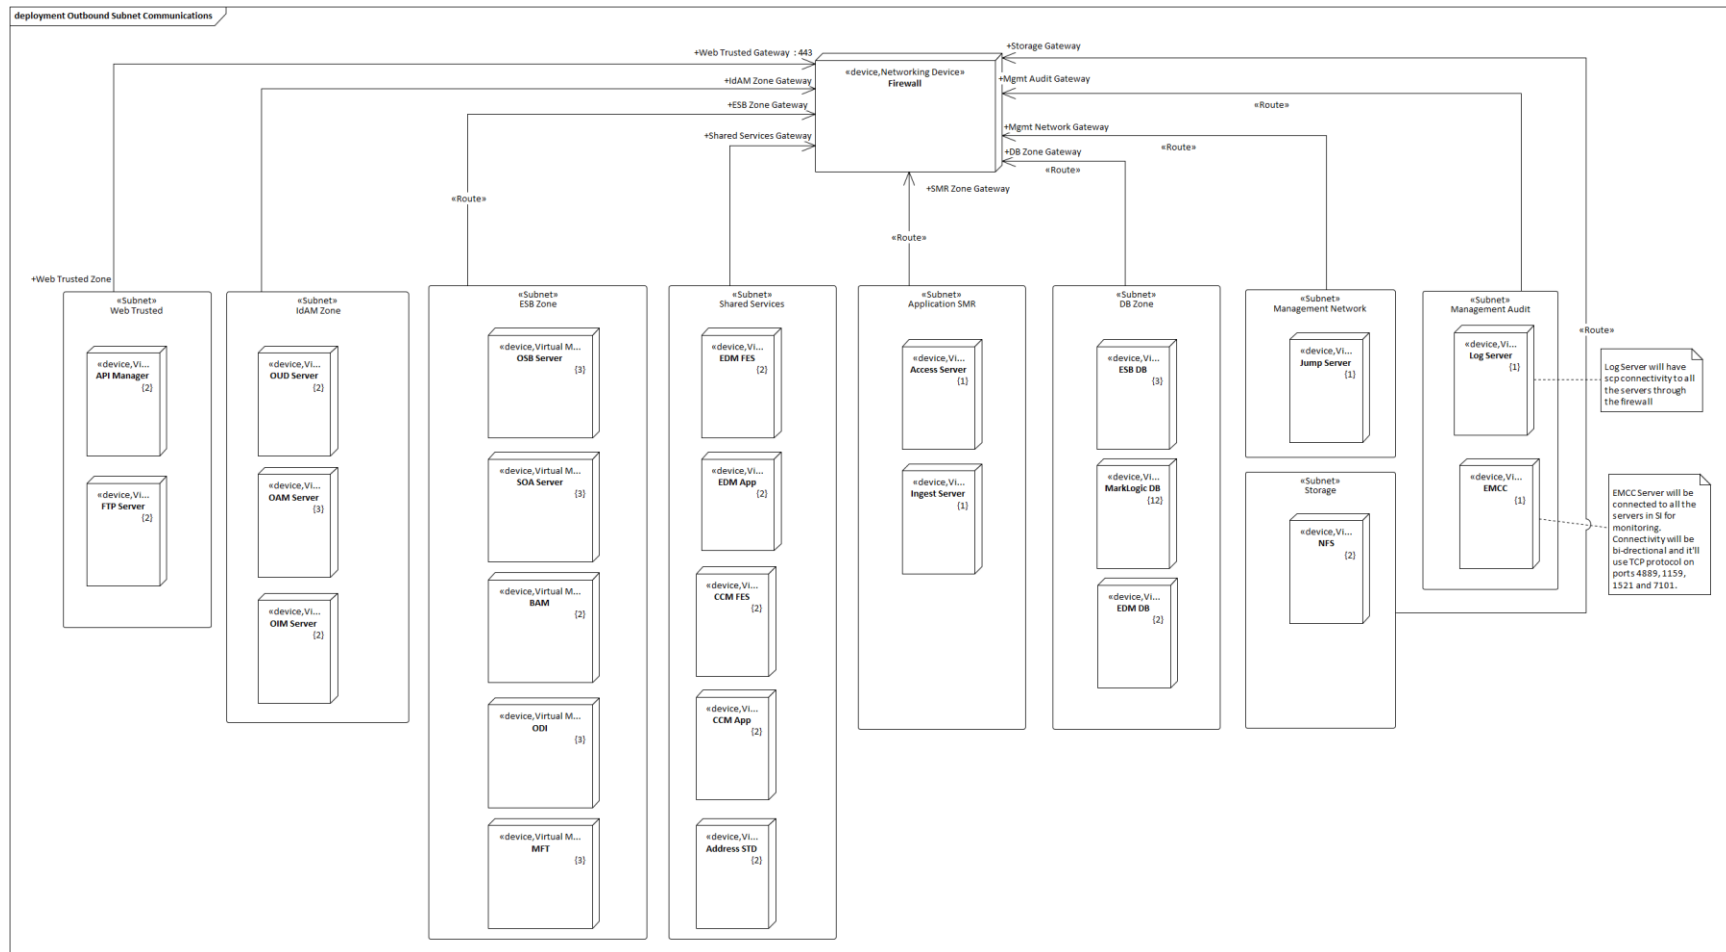 deployment Outbound Subnet Communications
+Web Trusted Gateway : 443
+IdAM Zone Gateway
+ESB Zone Gateway
+Shared Services Gateway
«device,Networking Device»
Firewall
+Storage Gateway
+Mgmt Audit Gateway
«Route»
+Mgmt Network Gateway
«Route»
+DB Zone Gateway
«Route»
+SMR Zone Gateway
«Route»
«Route»
«Route»
+Web Trusted Zone
«Subnet»
Web Trusted
«device,Vi...
API Manager
{2}
«device,Vi...
FTP Server
{2}
«Subnet»
IdAM Zone
«device,Vi...
OUD Server
{2}
«device,Vi...
OAM Server
{3}
«device,Vi...
OIM Server
{2}
«Subnet»
ESB Zone
«device,Virtual M...
OSB Server
{3}
«device,Virtual M...
SOA Server
{3}
«device,Virtual M...
BAM
{2}
«device,Virtual M...
ODI
{3}
«device,Virtual M...
MFT
{3}
«Subnet»
Shared Services
«device,Vi...
EDM FES
{2}
«device,Vi...
EDM App
{2}
«device,Vi...
CCM FES
{2}
«device,Vi...
CCM App
{2}
«device,Vi...
Address STD
{2}
«Subnet»
Application SMR
«device,Vi...
Access Server
{1}
«device,Vi...
Ingest Server
{1}
«Subnet»
DB Zone
«device,Vi...
ESB DB
{3}
«device,Vi...
MarkLogic DB
{12}
«device,Vi...
EDM DB
{2}
«Subnet»
Management Network
«device,Vi...
Jump Server
{1}
«Subnet»
Storage
«device,Vi...
NFS
{2}
«Subnet»
Management Audit
«device,Vi...
Log Server
{1}
«device,Vi...
EMCC
{1}
Log Server will have
scp connectivity to all
the servers through
the firewall
EMCC Server will be
connected to all the
servers in SI for
monitoring.
Connectivity will be
bi-drectional and it'll
use TCP protocol on
ports 4889, 1159,
1521 and 7101.